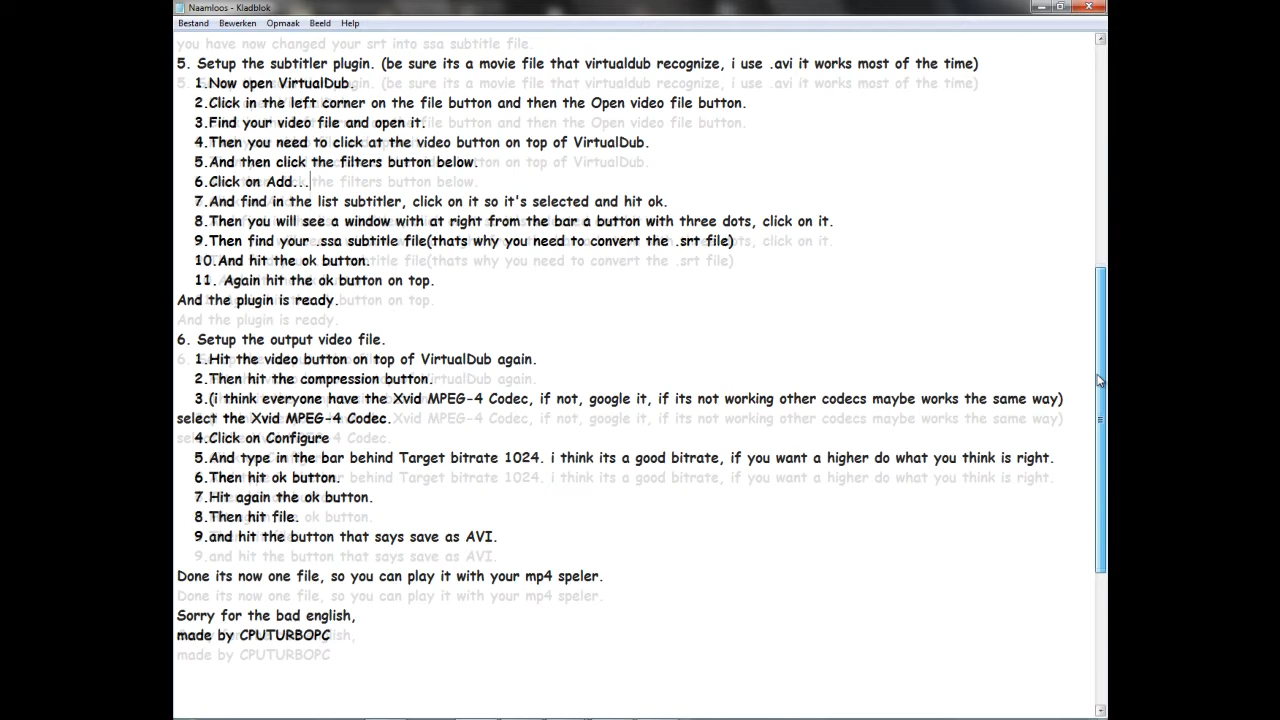 Naamloos - Kladblok
Bestand Bewerken Opmaak Beeld Help
you have now changed your srt into ssa subtitle file.
5. Setup the subtitler plugin. (be sure its a movie file that virtualdub recognize, i use .avi it works most of the time)
1.Now open VirtualDub.
2.Click in the left corner on the file button and then the Open video file button.
3.Find your video file and open it.
4.Then you need to click at the video button on top of VirtualDub.
5.And then click the filters button below.
6.Click on Add...
7.And find in the list subtitler, click on it so it's selected and hit ok.
8.Then you will see a window with at right from the bar a button with three dots, click on it.
9.Then find your .ssa subtitle file(thats why you need to convert the .srt file)
10.And hit the ok button.
11. Again hit the ok button on top.
And the plugin is ready.
6. Setup the output video file.
1.Hit the video button on top of VirtualDub again.
2.Then hit the compression button.
3.(i think everyone have the Xvid MPEG-4 Codec, if not, google it, if its not working other codecs maybe works the same way)
select the Xvid MPEG-4 Codec.
4.Click on Configure
5.And type in the bar behind Target bitrate 1024. i think its a good bitrate, if you want a higher do what you think is right.
6.Then hit ok button.
7.Hit again the ok button.
8.Then hit file.
9.and hit the button that says save as AVI.
Done its now one file, so you can play it with your mp4 speler.
Sorry for the bad english,
made by CPUTURBOPC